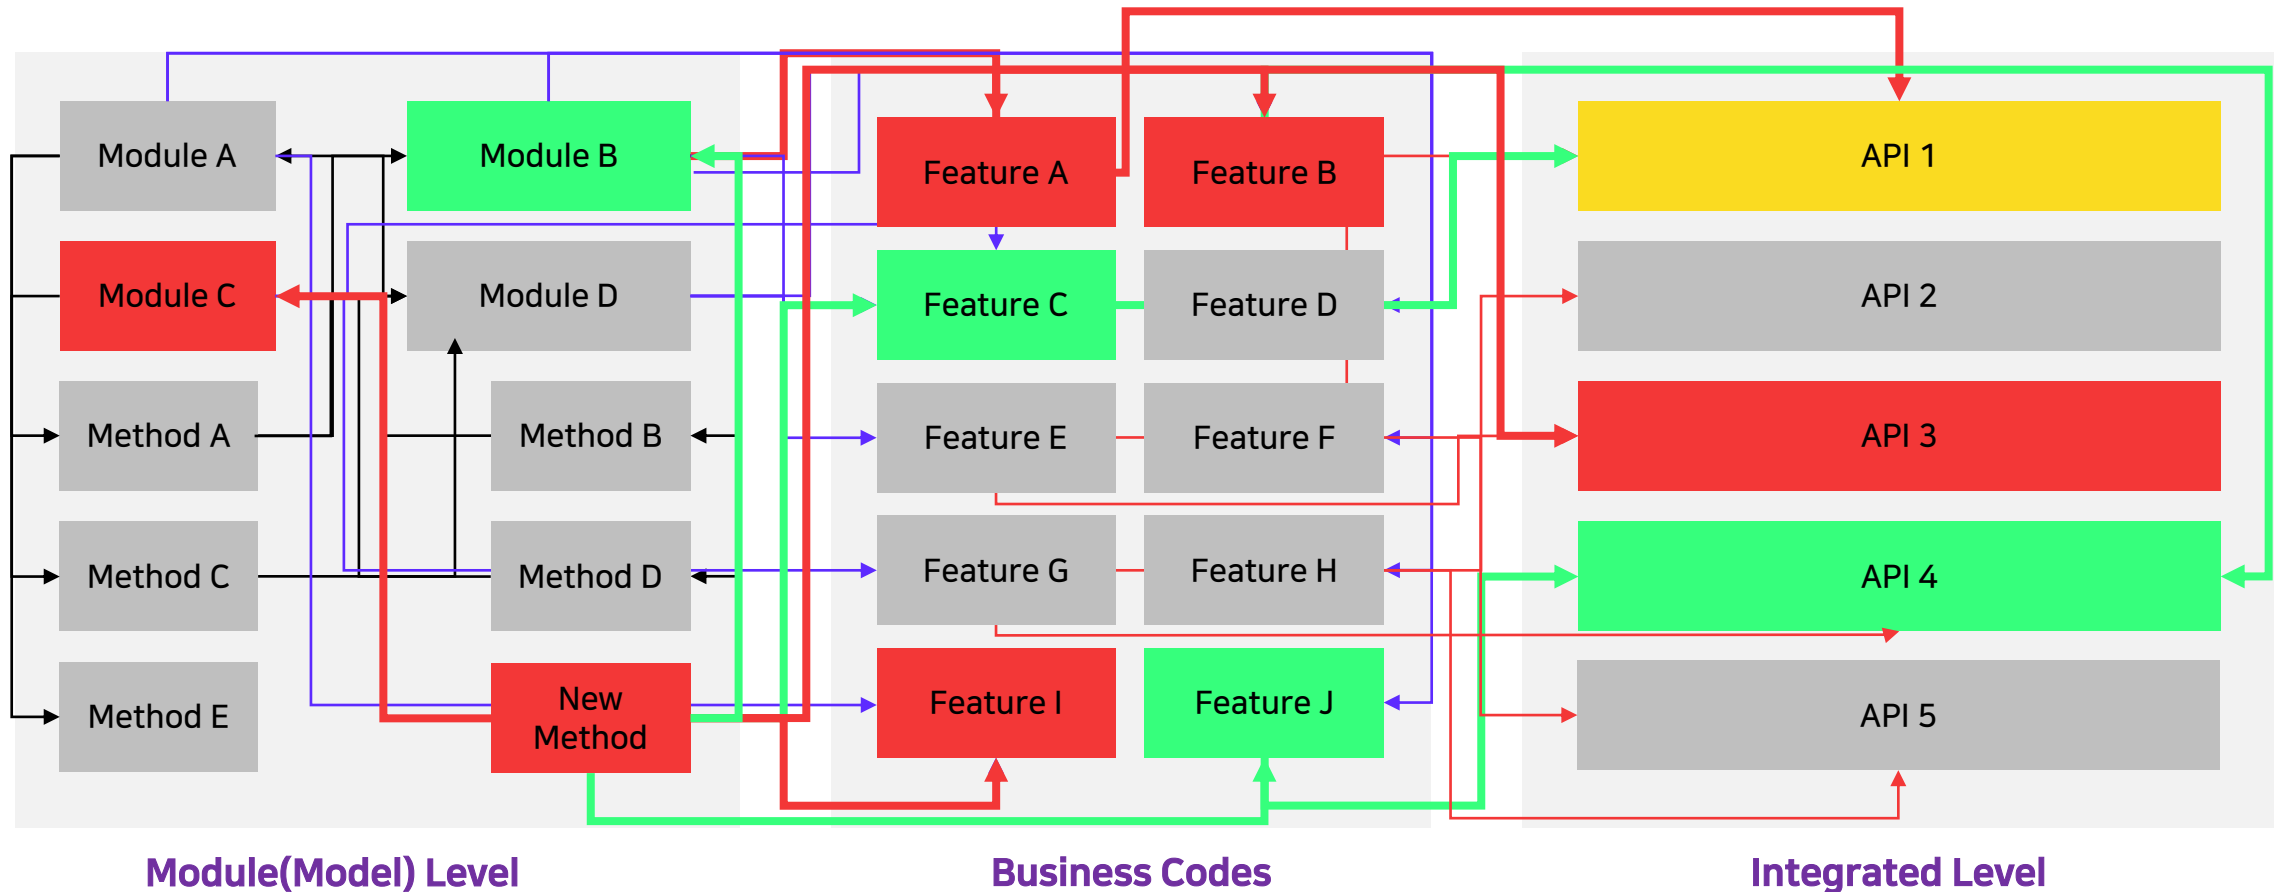 Module A
Module B
Feature A
Feature B
API 1
Module C
Module D
Feature C
Feature D
API 2
Method A
Method B
Feature E
Feature F
API 3
Method C
Method D
Feature G
Feature H
API 4
Method E
New
Method
Feature I
Feature J
API 5
Module(Model) Level
Business Codes
Integrated Level